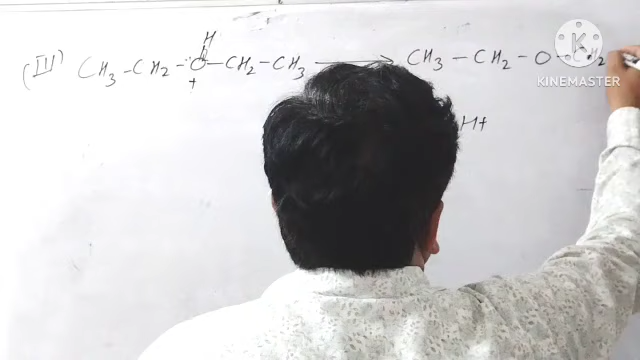 H
(III) CH3-CH2-O-CH2-CH3 → CH3-CH2-O-CH2
+
H+
KINEMASTER